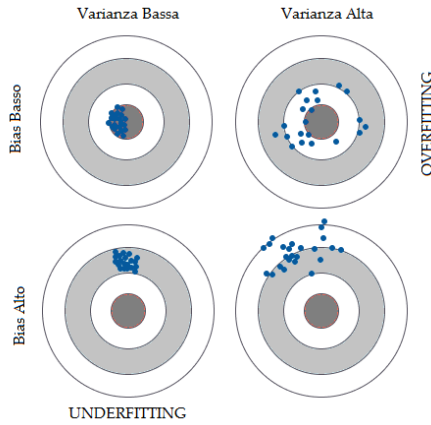 Varianza Bassa
Varianza Alta
Bias Basso
OVERFITTING
Bias Alto
UNDERFITTING